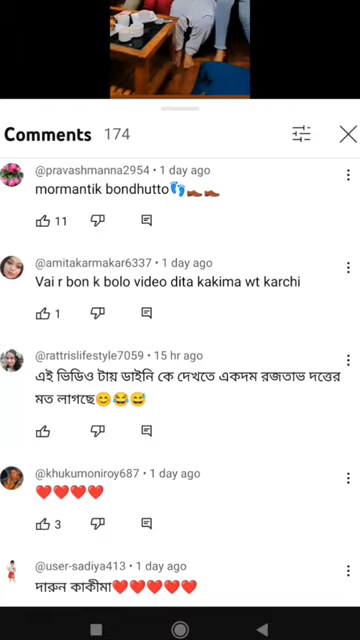 Comments 174
@pravashmanna2954 • 1 day ago
mormantik bondhutto👣👞👞
11
@amitakarmakar6337 • 1 day ago
Vai r bon k bolo video dita kakima wt karchi
1
@rattrislifestyle7059 • 15 hr ago
এই ভিডিও টায় ডাইনি কে দেখতে একদম রজতাভ দত্তের
মত লাগছে😊😂😅
@khukumoniroy687 • 1 day ago
❤️❤️❤️❤️
3
@user-sadiya413 • 1 day ago
দারুন কাকীমা❤️❤️❤️❤️❤️